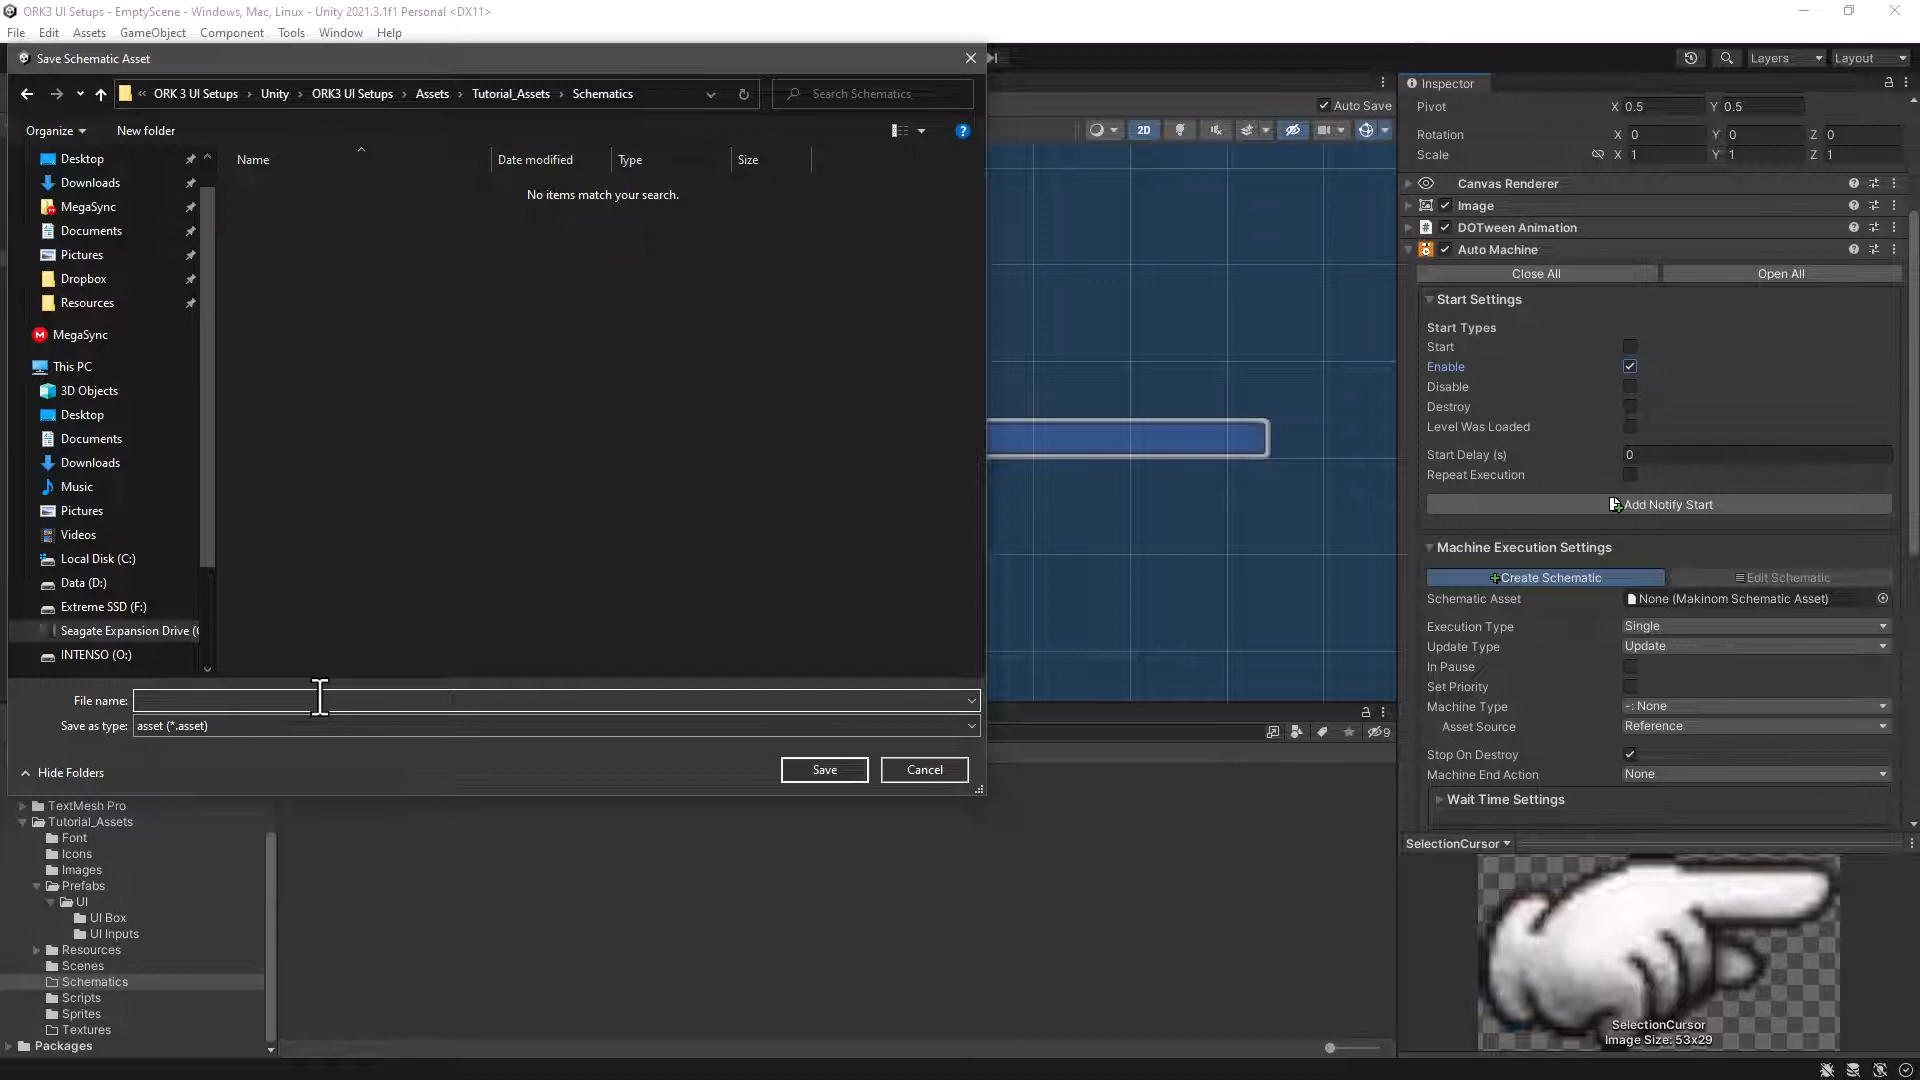 ORK3 UI Setups - EmptyScene - Windows, Mac, Linux - Unity 2021.3.1f1 Personal <DX11>
File Edit Assets GameObject Component Tools Window Help
Save Schematic Asset
« ORK 3 UI Setups › Unity › ORK3 UI Setups › Assets › Tutorial_Assets › Schematics
Search Schematics
Organize
New folder
Name Date modified Type Size
No items match your search.
Desktop
Downloads
MegaSync
Documents
Pictures
Dropbox
Resources
MegaSync
This PC
3D Objects
Desktop
Documents
Downloads
Music
Pictures
Videos
Local Disk (C:)
Data (D:)
Extreme SSD (F:)
Seagate Expansion Drive (
INTENSO (O:)
File name:
Save as type: asset (*.asset)
Hide Folders
Save
Cancel
TextMesh Pro
Tutorial_Assets
Font
Icons
Images
Prefabs
UI
UI Box
UI Inputs
Resources
Scenes
Schematics
Scripts
Sprites
Textures
Packages
Auto Save
2D
9
Layers
Layout
Inspector
Pivot X 0.5 Y 0.5
Rotation X 0 Y 0 Z 0
Scale X 1 Y 1 Z 1
Canvas Renderer
Image
DOTween Animation
Auto Machine
Close All Open All
Start Settings
Start Types
Start
Enable
Disable
Destroy
Level Was Loaded
Start Delay (s) 0
Repeat Execution
Add Notify Start
Machine Execution Settings
Create Schematic Edit Schematic
Schematic Asset None (Makinom Schematic Asset)
Execution Type Single
Update Type Update
In Pause
Set Priority
Machine Type -: None
Asset Source Reference
Stop On Destroy
Machine End Action None
Wait Time Settings
SelectionCursor
SelectionCursor
Image Size: 53x29